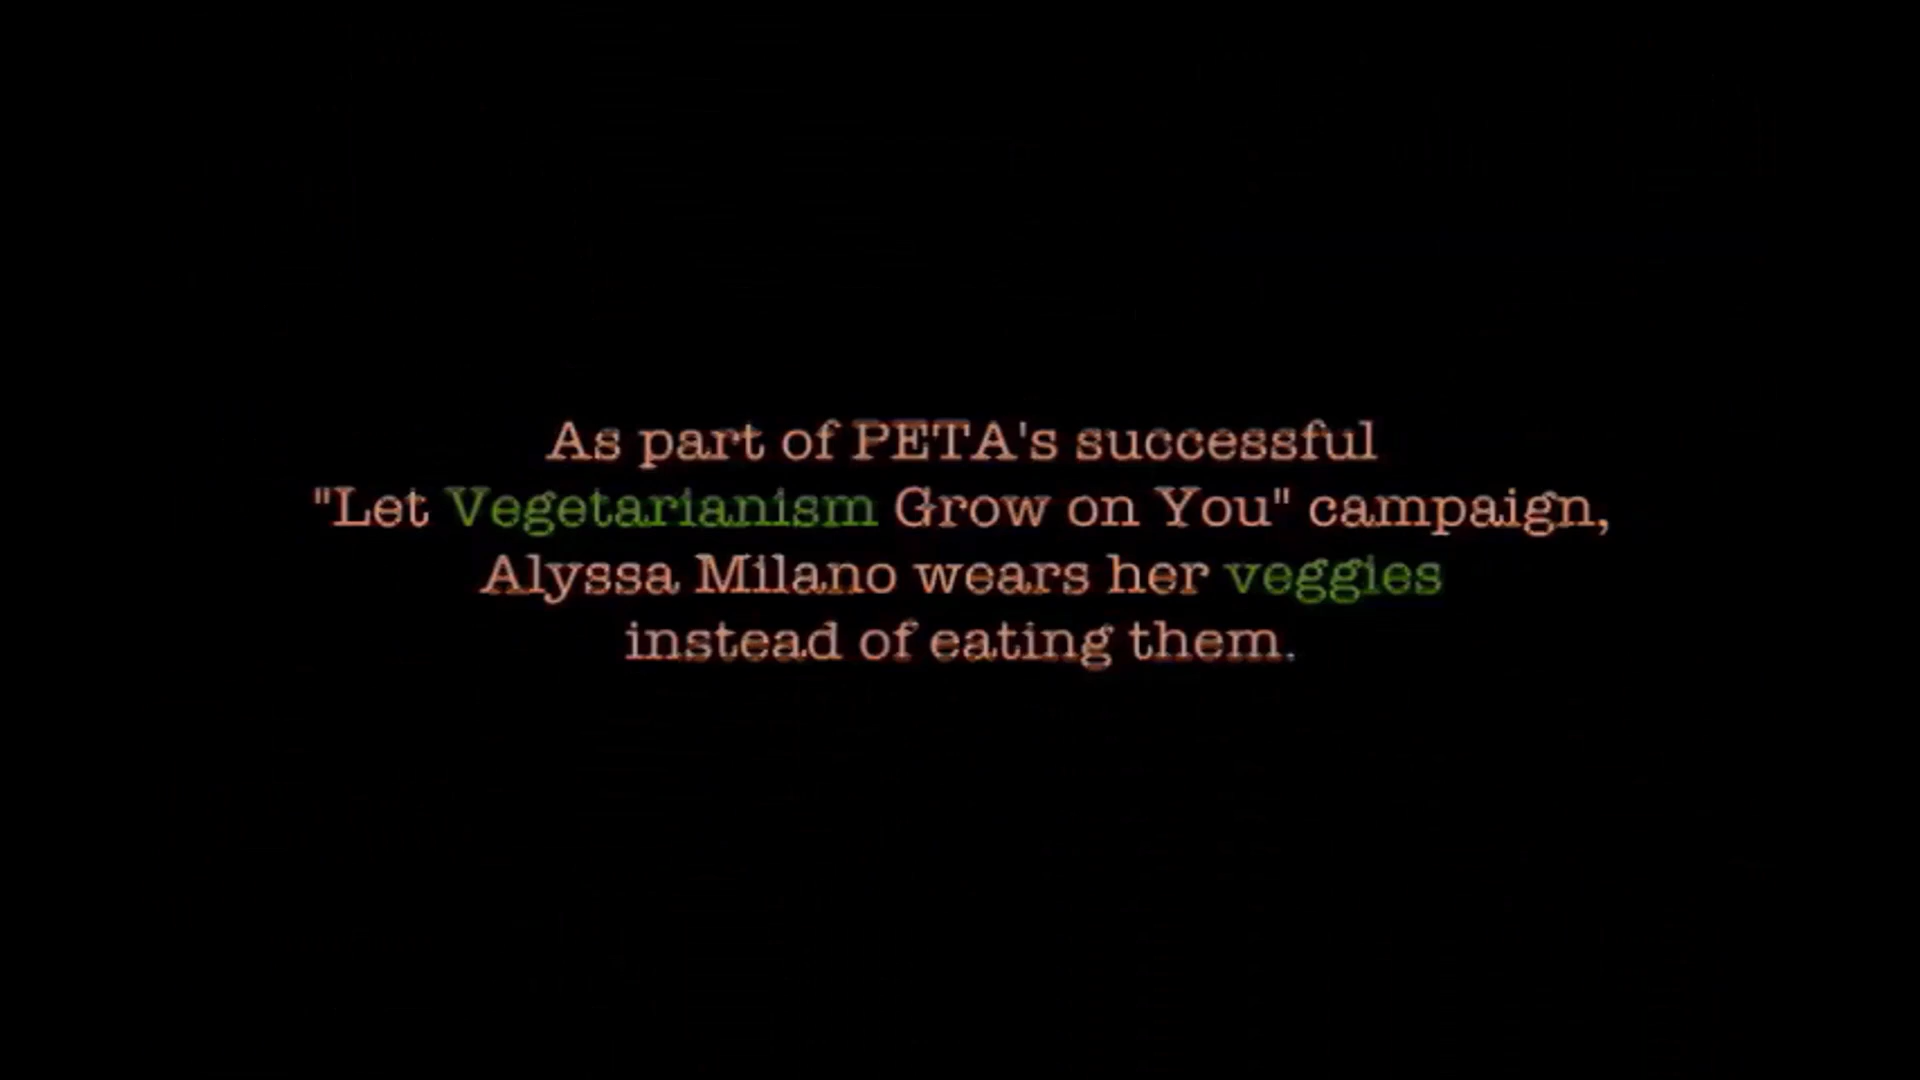 As part of PETA's successful
"Let Vegetarianism Grow on You" campaign,
Alyssa Milano wears her veggies
instead of eating them.